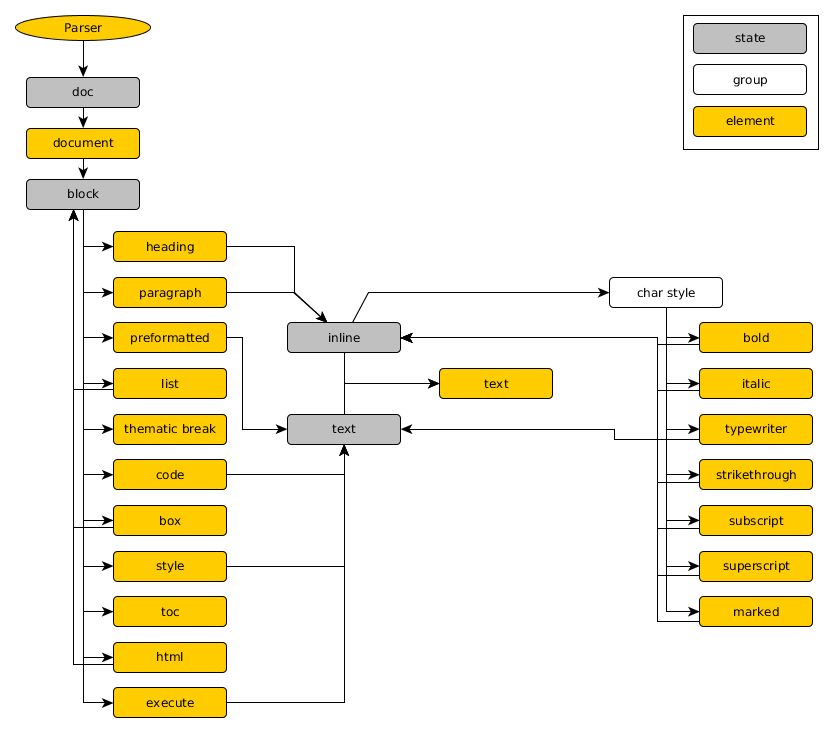 Parser
state
group
element
doc
document
block
heading
paragraph
preformatted
list
thematic break
code
box
style
toc
html
execute
inline
text
text
char style
bold
italic
typewriter
strikethrough
subscript
superscript
marked